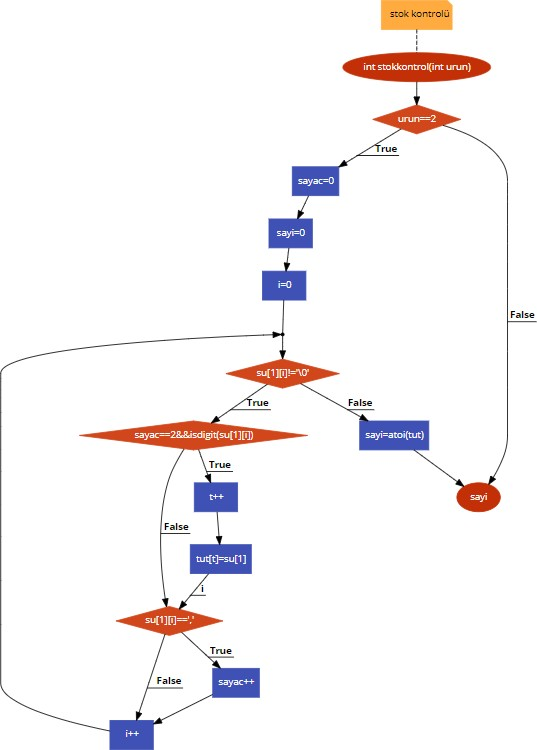 stok kontrolü
int stokkontrol(int urun)
urun==2
True
sayac=0
sayi=0
i=0
False
su[1][i]!='\0'
True
False
sayac==2&&isdigit(su[1][i])
sayi=atoi(tut)
True
t++
sayi
False
tut[t]=su[1]
i
su[1][i]==','
True
False
sayac++
i++